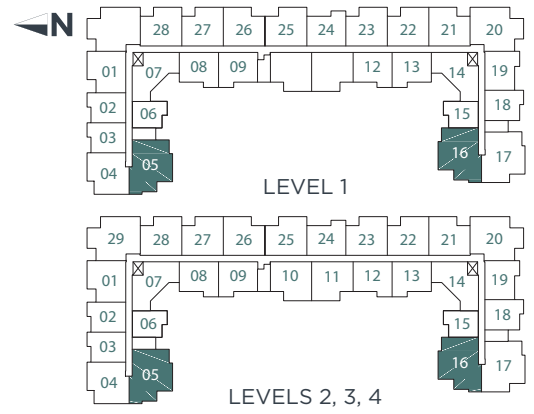 N
28 27 26 25 24 23 22 21 20
01 07 08 09 12 13 14 19
02 06 15 18
03
04 05 16 17
LEVEL 1
29 28 27 26 25 24 23 22 21 20
01 07 08 09 10 11 12 13 14 19
02 06 15 18
03
04 05 16 17
LEVELS 2, 3, 4